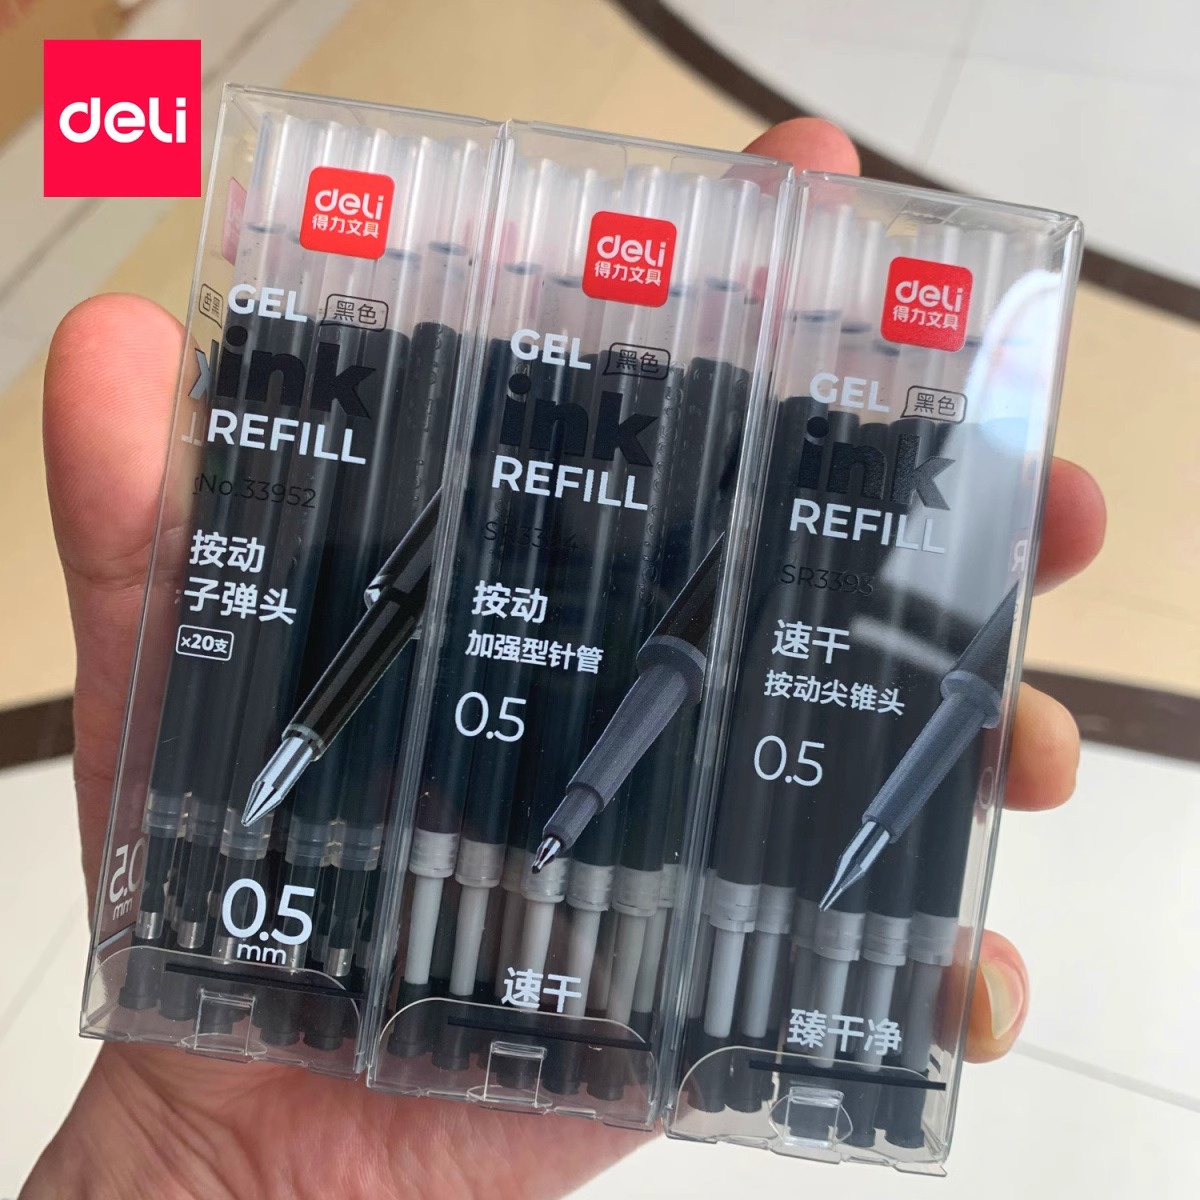 deli
deli
得力文具
GEL 黑色
ink
REFILL
No.33952
按动
子弹头
×20支
0.5
mm
deli
得力文具
GEL 黑色
ink
REFILL
按动
加强型针管
0.5
速干
deli
得力文具
GEL 黑色
ink
REFILL
SR3393
速干
按动尖锥头
0.5
臻干净